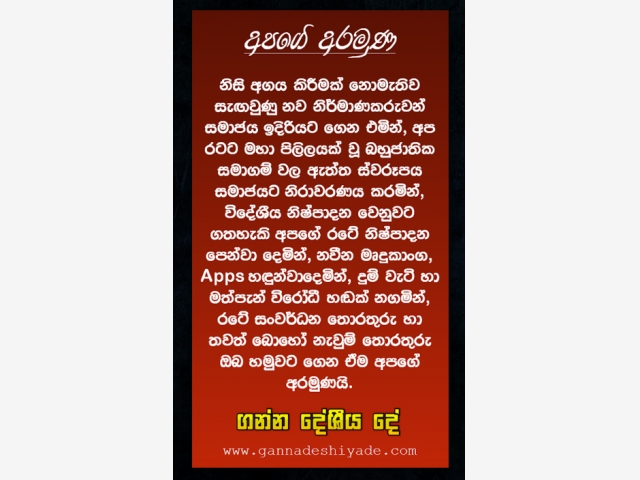 අපගේ අරමුණ
නිසි අගය කිරීමක් නොමැතිව
සැඟවුණු නව නිර්මාණකරුවන්
සමාජය ඉදිරියට ගෙන එමින්, අප
රටට මහා පිලිලයක් වූ බහුජාතික
සමාගම් වල ඇත්ත ස්වරූපය
සමාජයට නිරාවරණය කරමින්,
විදේශීය නිෂ්පාදන වෙනුවට
ගතහැකි අපගේ රටේ නිෂ්පාදන
පෙන්වා දෙමින්, නවීන මෘදුකාංග,
Apps හඳුන්වාදෙමින්, දුම් වැටි හා
මත්පැන් විරෝධී හඬක් නගමින්,
රටේ සංවර්ධන තොරතුරු හා
තවත් බොහෝ නැවුම් තොරතුරු
ඔබ හමුවට ගෙන ඒම අපගේ
අරමුණයි.
ගන්න දේශීය දේ
www.gannadeshiyade.com